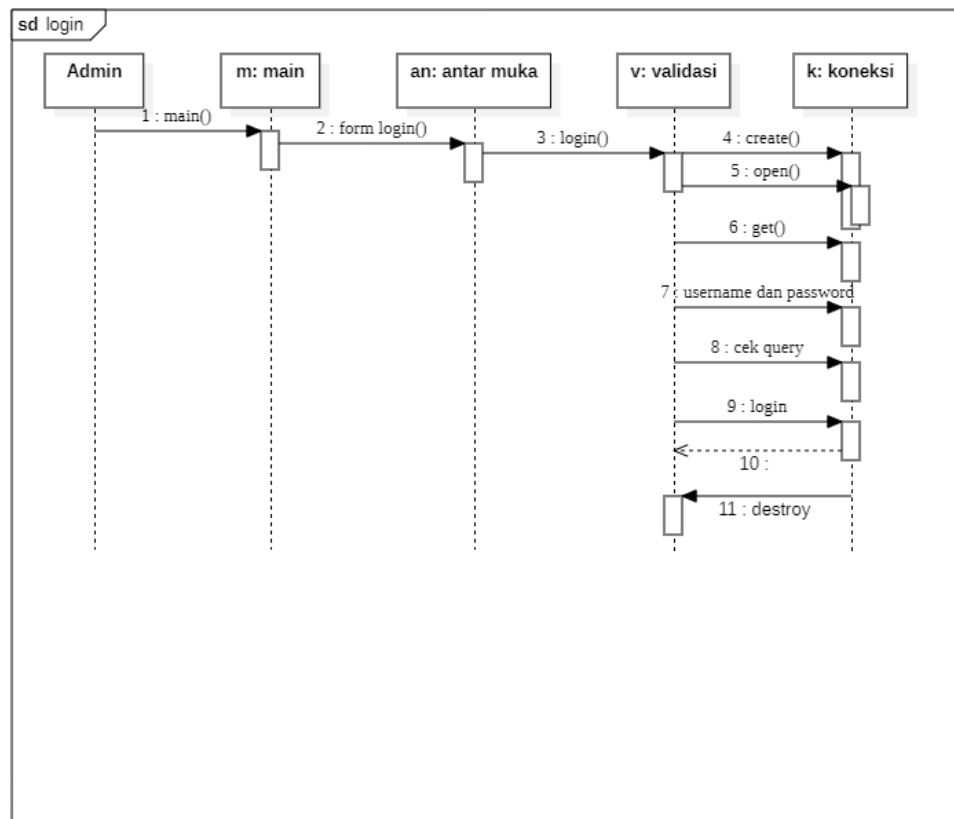 sd login
Admin
m: main
an: antar muka
v: validasi
k: koneksi
1 : main()
2 : form login()
3 : login()
4 : create()
5 : open()
6 : get()
7 : username dan password
8 : cek query
9 : login
10 :
11 : destroy